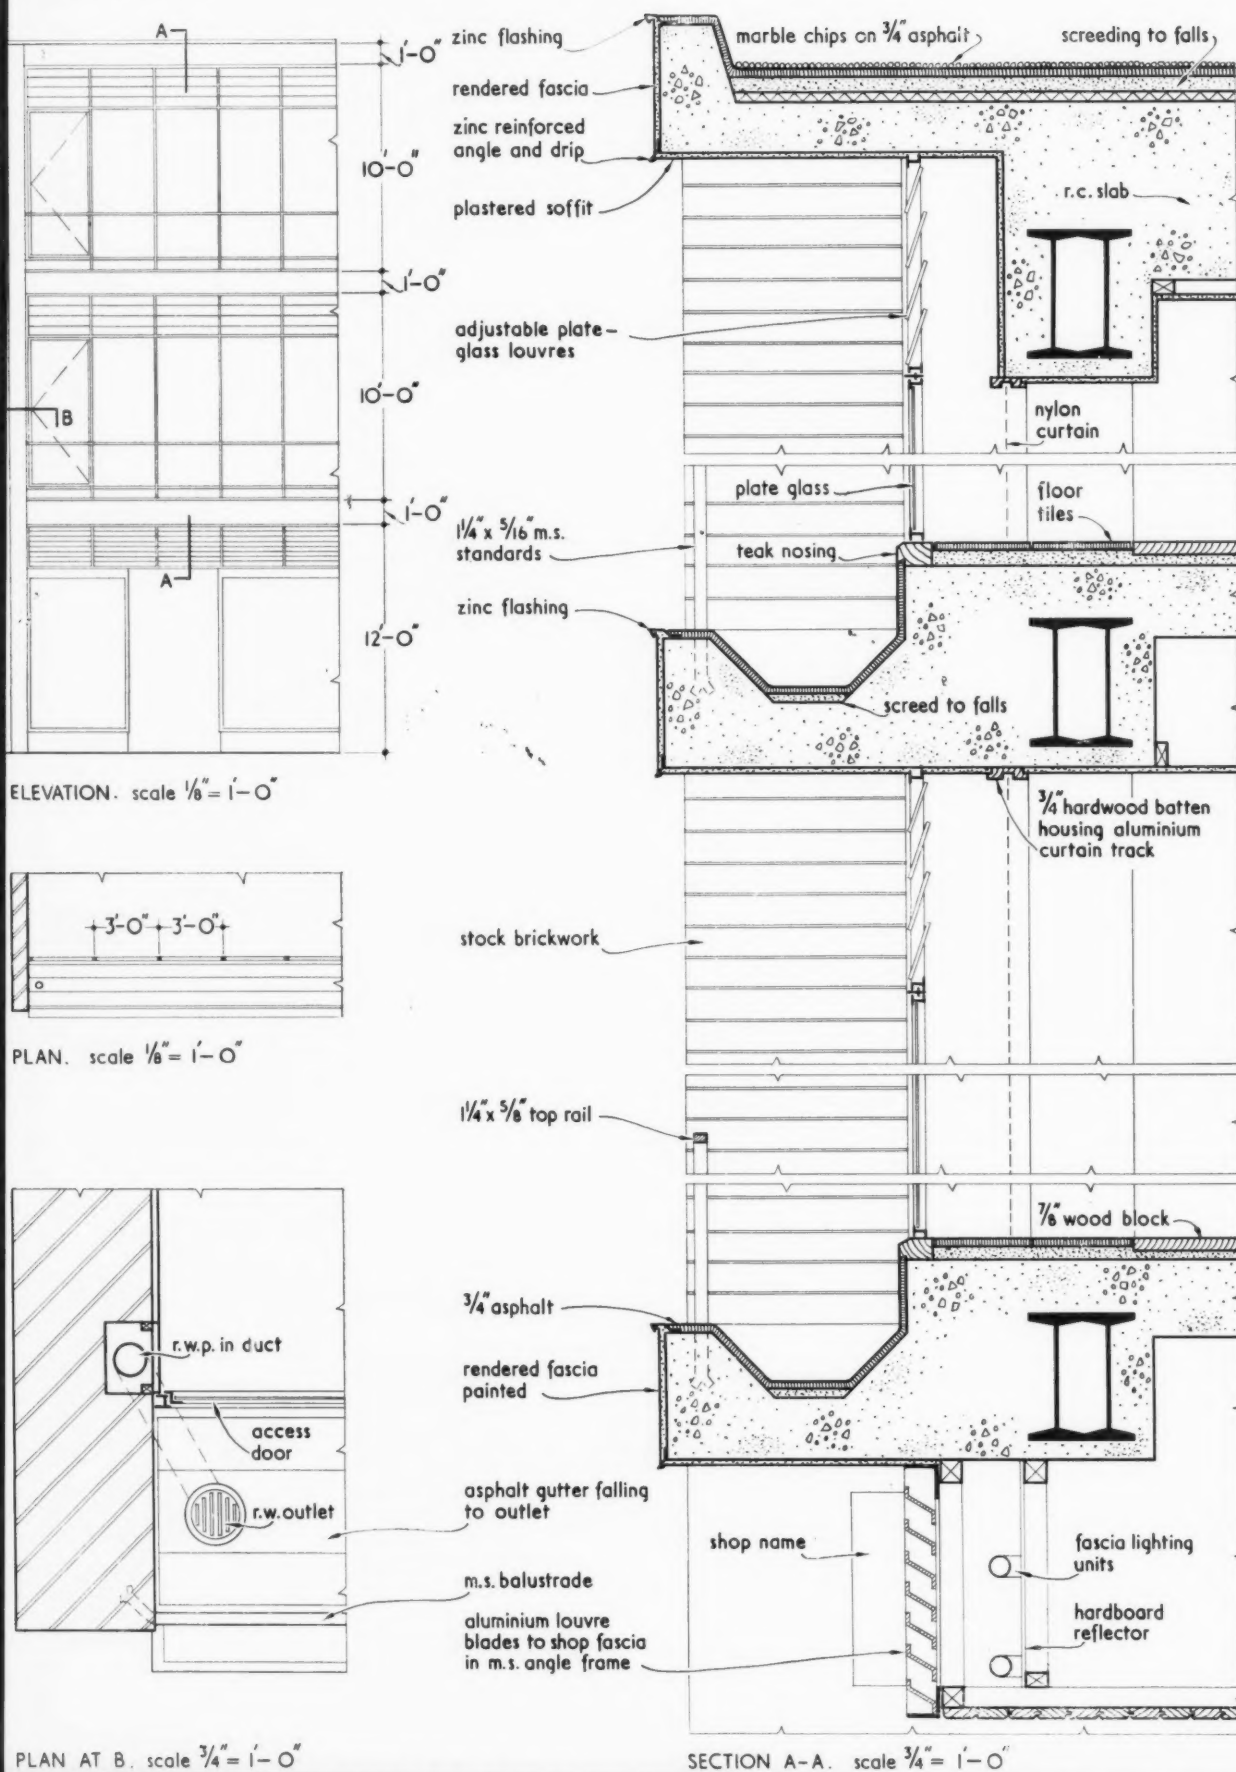 A
1'-0"
10'-0"
1'-0"
10'-0"
B
1'-0"
A
12'-0"
ELEVATION. scale 1/8" = 1'-0"
3'-0" 3'-0"
PLAN. scale 1/8" = 1'-0"
r.w.p. in duct
access
door
r.w. outlet
PLAN AT B. scale 3/4" = 1'-0"
zinc flashing
rendered fascia
zinc reinforced
angle and drip
plastered soffit
adjustable plate-
glass louvres
1 1/4" x 5/16" m.s.
standards
zinc flashing
stock brickwork
1 1/4" x 5/8" top rail
3/4" asphalt
rendered fascia
painted
asphalt gutter falling
to outlet
m.s. balustrade
aluminium louvre
blades to shop fascia
in m.s. angle frame
marble chips on 3/4" asphalt
screeding to falls
r.c. slab
nylon
curtain
plate glass
floor
tiles
teak nosing
screed to falls
3/4" hardwood batten
housing aluminium
curtain track
7/8" wood block
shop name
fascia lighting
units
hardboard
reflector
SECTION A-A. scale 3/4" = 1'-0"